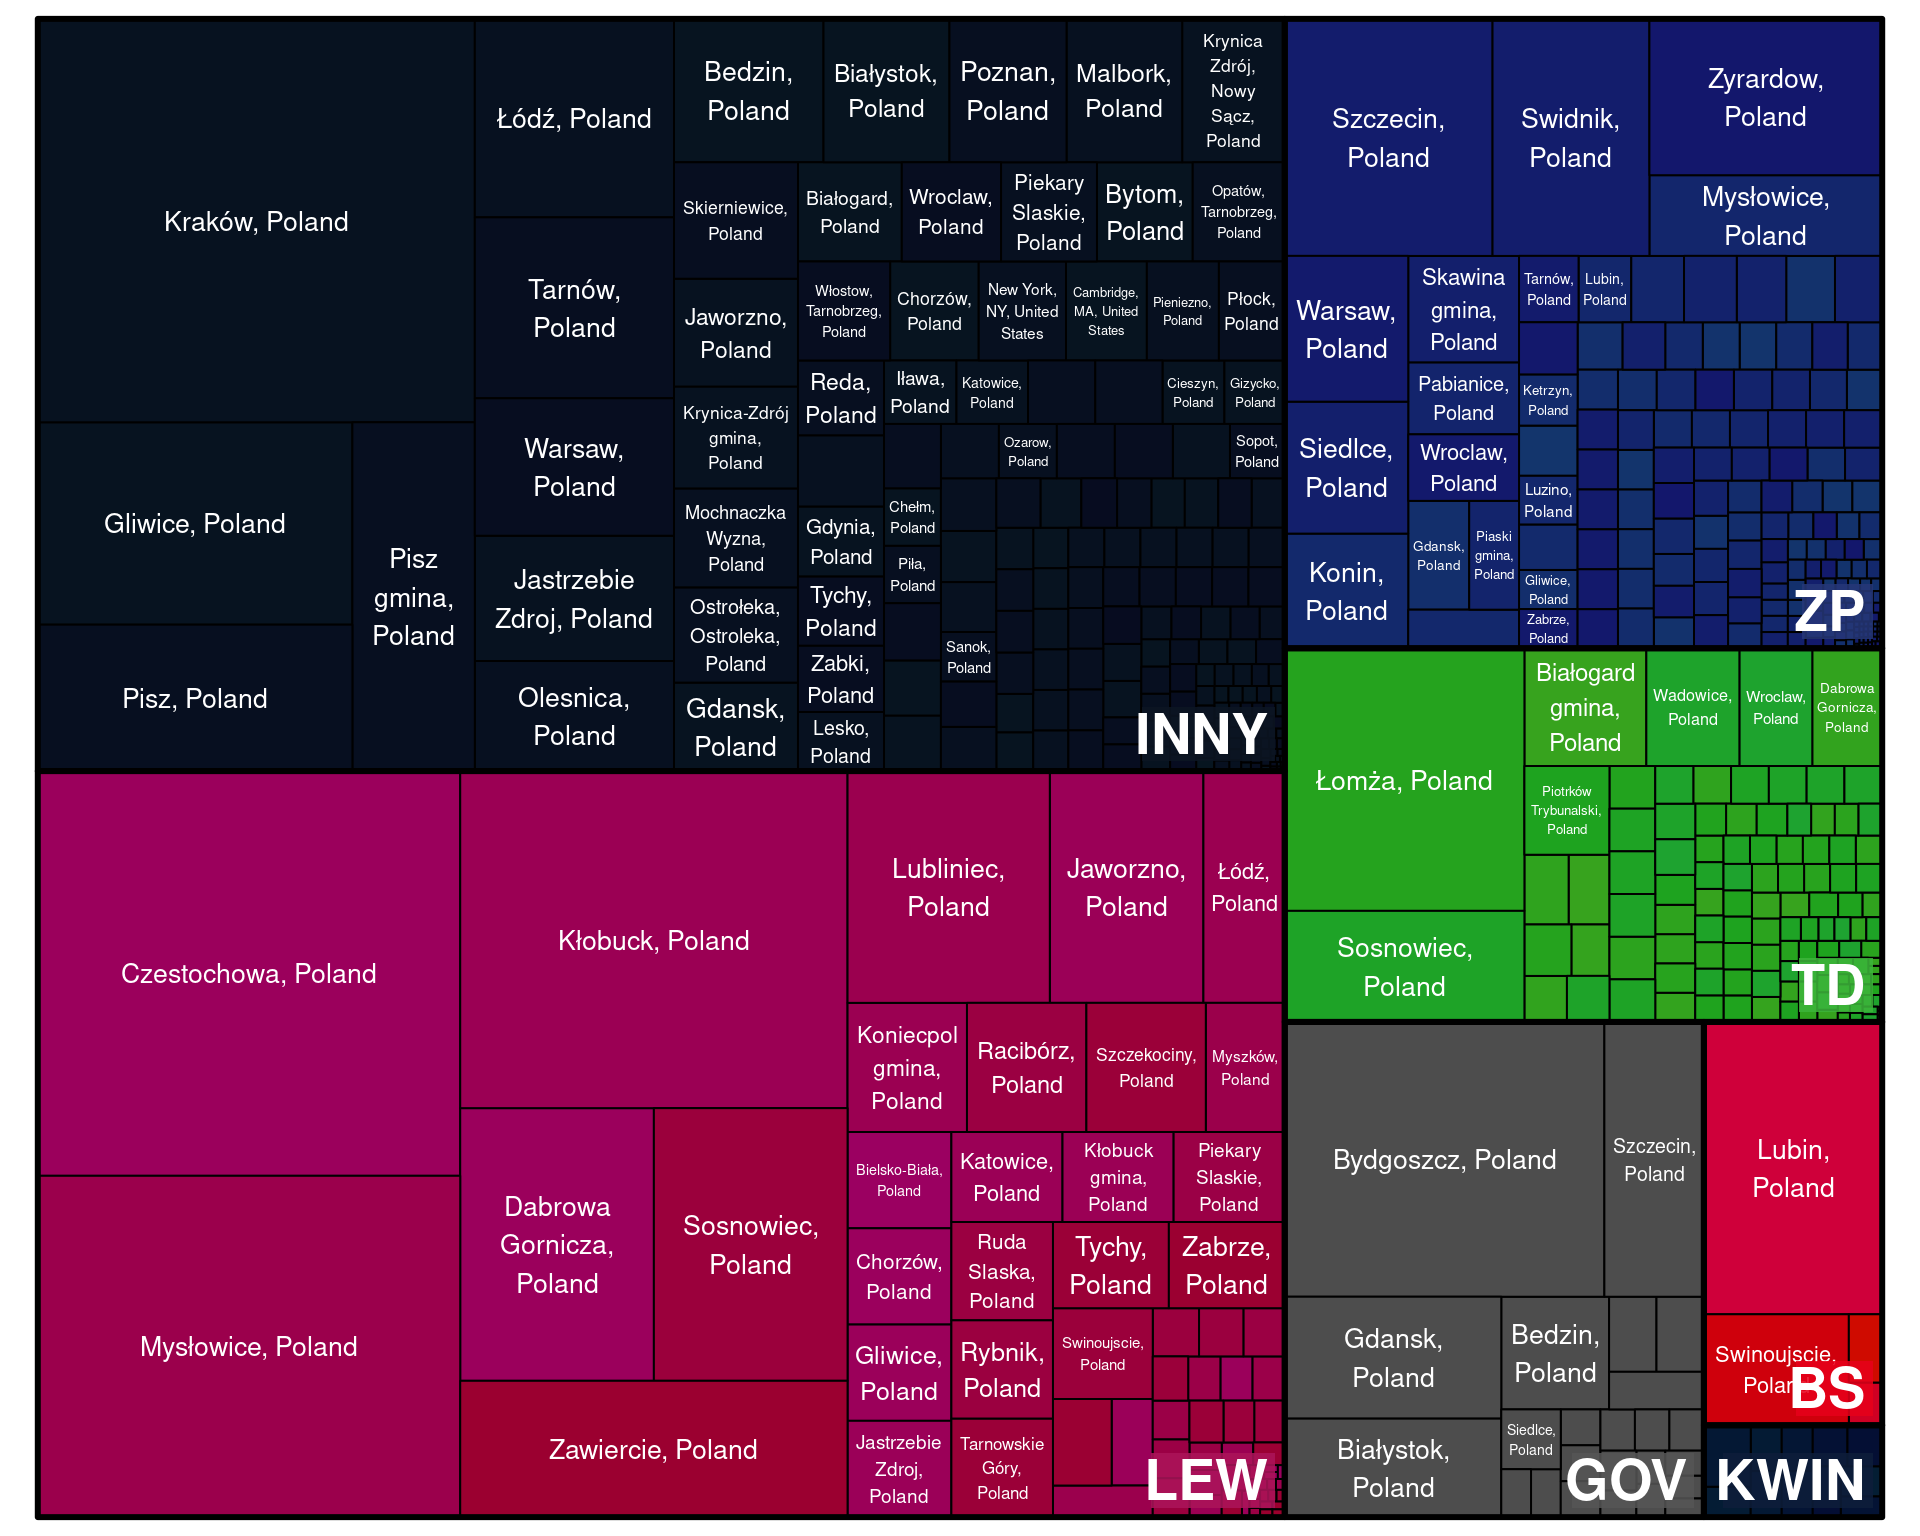 Kraków, Poland
Gliwice, Poland
Pisz, Poland
Pisz
gmina,
Poland
Łódź, Poland
Tarnów,
Poland
Warsaw,
Poland
Jastrzebie
Zdroj, Poland
Olesnica,
Poland
Bedzin,
Poland
Białystok,
Poland
Poznan,
Poland
Malbork,
Poland
Krynica
Zdrój,
Nowy
Sącz,
Poland
Skierniewice,
Poland
Jaworzno,
Poland
Krynica-Zdrój
gmina,
Poland
Mochnaczka
Wyzna,
Poland
Ostrołeka,
Ostroleka,
Poland
Gdansk,
Poland
Białogard,
Poland
Wroclaw,
Poland
Piekary
Slaskie,
Poland
Bytom,
Poland
Opatów,
Tarnobrzeg,
Poland
Włostow,
Tarnobrzeg,
Poland
Chorzów,
Poland
New York,
NY, United
States
Cambridge,
MA, United
States
Pieniezno,
Poland
Płock,
Poland
Reda,
Poland
Iława,
Poland
Katowice,
Poland
Cieszyn,
Poland
Gizycko,
Poland
Ozarow,
Poland
Sopot,
Poland
Gdynia,
Poland
Chełm,
Poland
Piła,
Poland
Tychy,
Poland
Zabki,
Poland
Lesko,
Poland
Sanok,
Poland
INNY
Szczecin,
Poland
Swidnik,
Poland
Zyrardow,
Poland
Mysłowice,
Poland
Warsaw,
Poland
Siedlce,
Poland
Konin,
Poland
Skawina
gmina,
Poland
Pabianice,
Poland
Wroclaw,
Poland
Gdansk,
Poland
Piaski
gmina,
Poland
Tarnów,
Poland
Lubin,
Poland
Ketrzyn,
Poland
Luzino,
Poland
Gliwice,
Poland
Zabrze,
Poland
ZP
Łomża, Poland
Sosnowiec,
Poland
Białogard
gmina,
Poland
Wadowice,
Poland
Wroclaw,
Poland
Dabrowa
Gornicza,
Poland
Piotrków
Trybunalski,
Poland
TD
Czestochowa, Poland
Mysłowice, Poland
Kłobuck, Poland
Dabrowa
Gornicza,
Poland
Sosnowiec,
Poland
Zawiercie, Poland
Lubliniec,
Poland
Jaworzno,
Poland
Łódź,
Poland
Koniecpol
gmina,
Poland
Racibórz,
Poland
Szczekociny,
Poland
Myszków,
Poland
Bielsko-Biała,
Poland
Katowice,
Poland
Kłobuck
gmina,
Poland
Piekary
Slaskie,
Poland
Chorzów,
Poland
Ruda
Slaska,
Poland
Tychy,
Poland
Zabrze,
Poland
Gliwice,
Poland
Rybnik,
Poland
Swinoujscie,
Poland
Jastrzebie
Zdroj,
Poland
Tarnowskie
Góry,
Poland
LEW
Bydgoszcz, Poland
Szczecin,
Poland
Gdansk,
Poland
Bedzin,
Poland
Białystok,
Poland
Siedlce,
Poland
GOV
Lubin,
Poland
Swinoujscie,
Poland
BS
KWIN